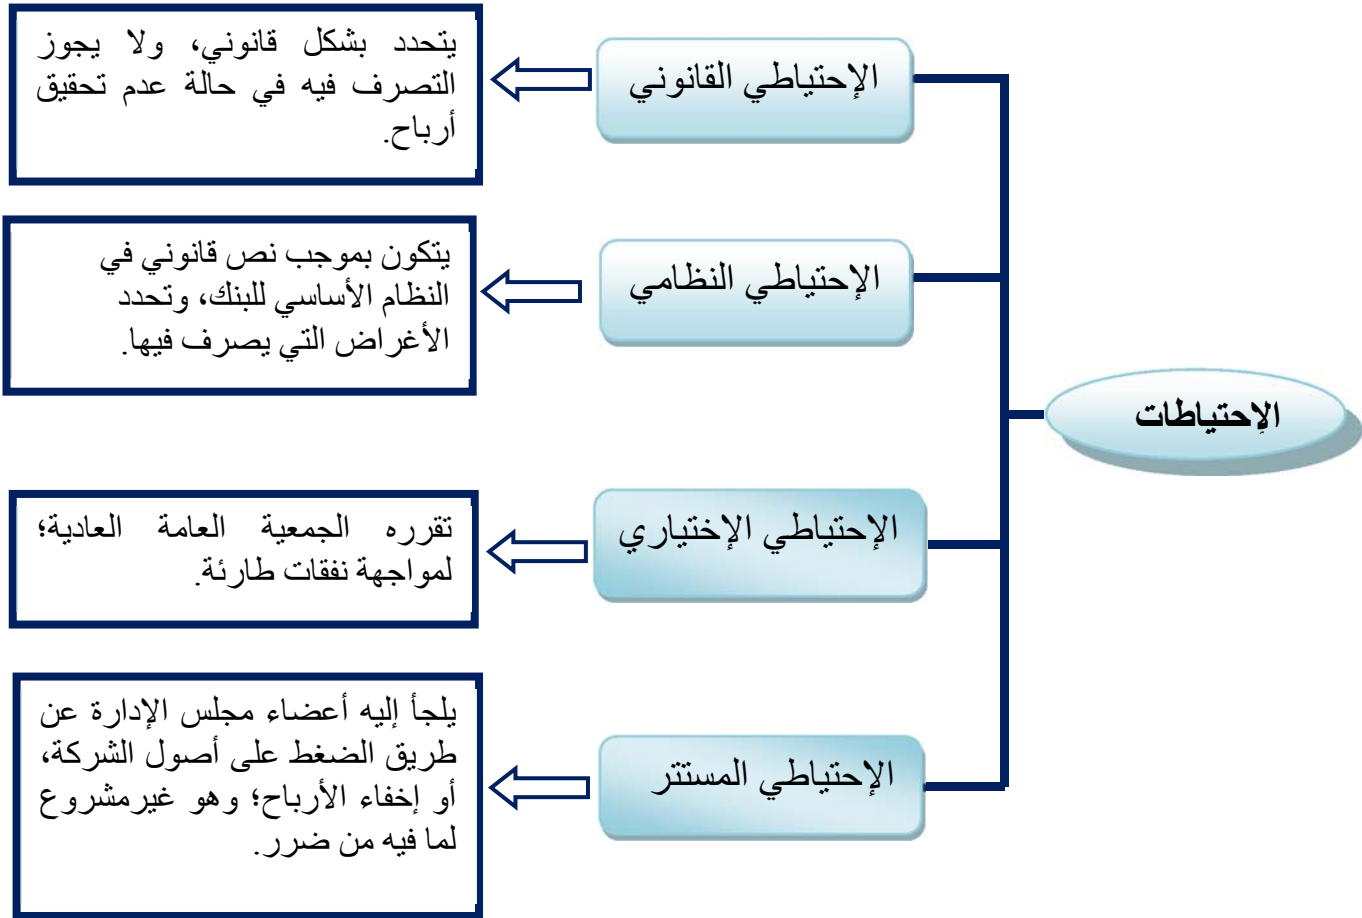 الإحتياطات
الإحتياطي القانوني
يتحدد بشكل قانوني، ولا يجوز
التصرف فيه في حالة عدم تحقيق
أرباح.
الإحتياطي النظامي
يتكون بموجب نص قانوني في
النظام الأساسي للبنك، وتحدد
الأغراض التي يصرف فيها.
الإحتياطي الإختياري
تقرره الجمعية العامة العادية؛
لمواجهة نفقات طارئة.
الإحتياطي المستتر
يلجأ إليه أعضاء مجلس الإدارة عن
طريق الضغط على أصول الشركة،
أو إخفاء الأرباح؛ وهو غيرمشروع
لما فيه من ضرر.